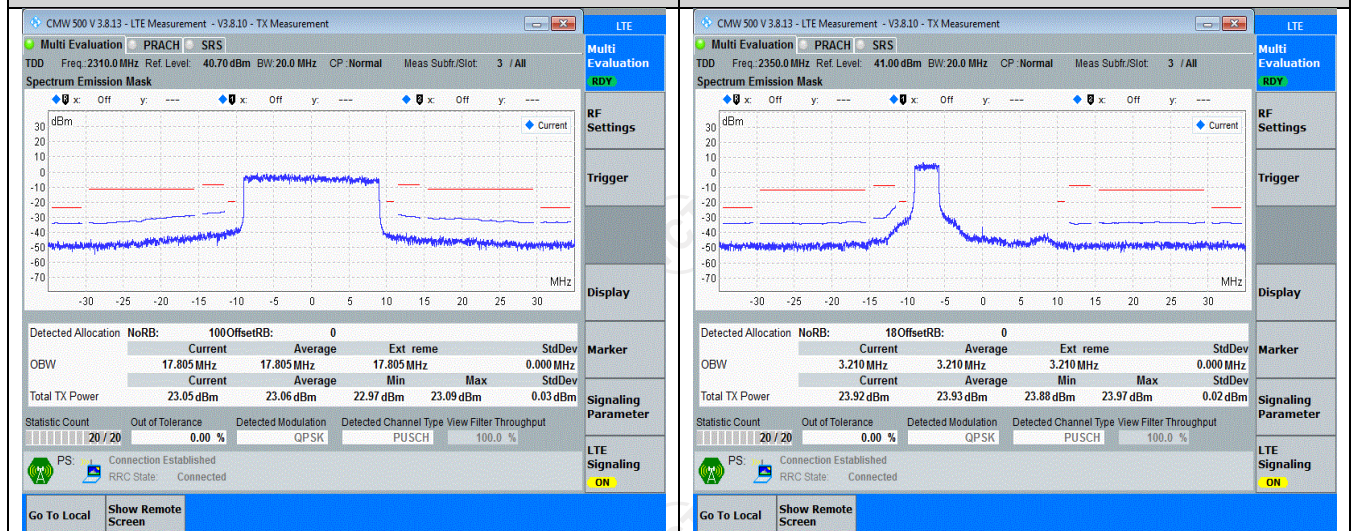 CMW 500 V 3.8.13 - LTE Measurement - V3.8.10 - TX Measurement
LTE
Multi Evaluation PRACH SRS
Multi
Evaluation
RDY
TDD Freq.:2310.0 MHz Ref. Level: 40.70 dBm BW:20.0 MHz CP :Normal Meas Subfr./Slot: 3 / All
Spectrum Emission Mask
x: Off y: --- x: Off y: --- x: Off y: ---
dBm
Current
30
20
10
0
-10
-20
-30
-40
-50
-60
-70
MHz
-30 -25 -20 -15 -10 -5 0 5 10 15 20 25 30
RF
Settings
Trigger
Display
Marker
Signaling
Parameter
LTE
Signaling
ON
Detected Allocation NoRB: 100 OffsetRB: 0
Current Average Ext reme StdDev
OBW 17.805 MHz 17.805 MHz 17.805 MHz 0.000 MHz
Current Average Min Max StdDev
Total TX Power 23.05 dBm 23.06 dBm 22.97 dBm 23.09 dBm 0.03 dBm
Statistic Count Out of Tolerance Detected Modulation Detected Channel Type View Filter Throughput
20 / 20 0.00 % QPSK PUSCH 100.0 %
PS: Connection Established
RRC State: Connected
Go To Local
Show Remote
Screen
CMW 500 V 3.8.13 - LTE Measurement - V3.8.10 - TX Measurement
LTE
Multi Evaluation PRACH SRS
Multi
Evaluation
RDY
TDD Freq.:2350.0 MHz Ref. Level: 41.00 dBm BW:20.0 MHz CP :Normal Meas Subfr./Slot: 3 / All
Spectrum Emission Mask
x: Off y: --- x: Off y: --- x: Off y: ---
dBm
Current
30
20
10
0
-10
-20
-30
-40
-50
-60
-70
MHz
-30 -25 -20 -15 -10 -5 0 5 10 15 20 25 30
RF
Settings
Trigger
Display
Marker
Signaling
Parameter
LTE
Signaling
ON
Detected Allocation NoRB: 18 OffsetRB: 0
Current Average Ext reme StdDev
OBW 3.210 MHz 3.210 MHz 3.210 MHz 0.000 MHz
Current Average Min Max StdDev
Total TX Power 23.92 dBm 23.93 dBm 23.88 dBm 23.97 dBm 0.02 dBm
Statistic Count Out of Tolerance Detected Modulation Detected Channel Type View Filter Throughput
20 / 20 0.00 % QPSK PUSCH 100.0 %
PS: Connection Established
RRC State: Connected
Go To Local
Show Remote
Screen